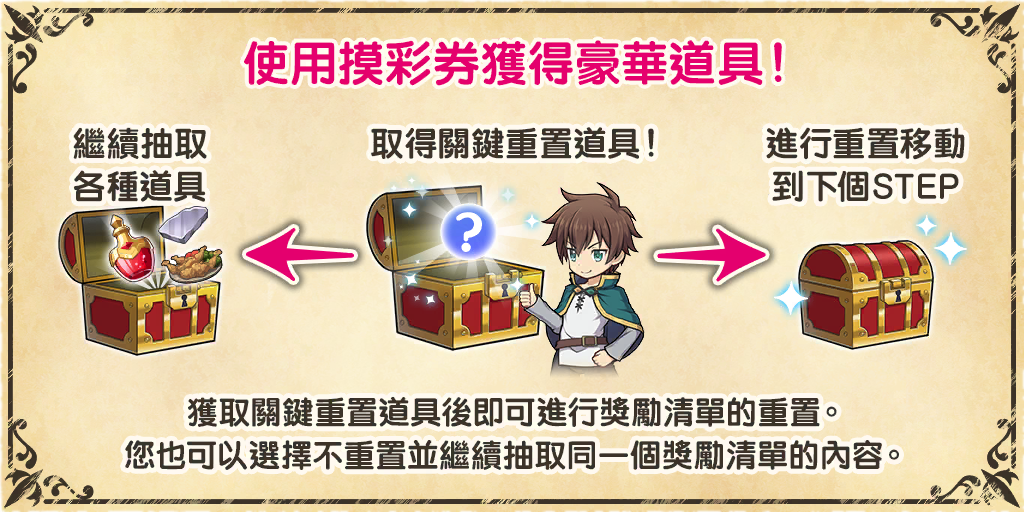 使用摸彩券獲得豪華道具！
繼續抽取
各種道具
取得關鍵重置道具！
進行重置移動
到下個STEP
?
獲取關鍵重置道具後即可進行獎勵清單的重置。
您也可以選擇不重置並繼續抽取同一個獎勵清單的內容。